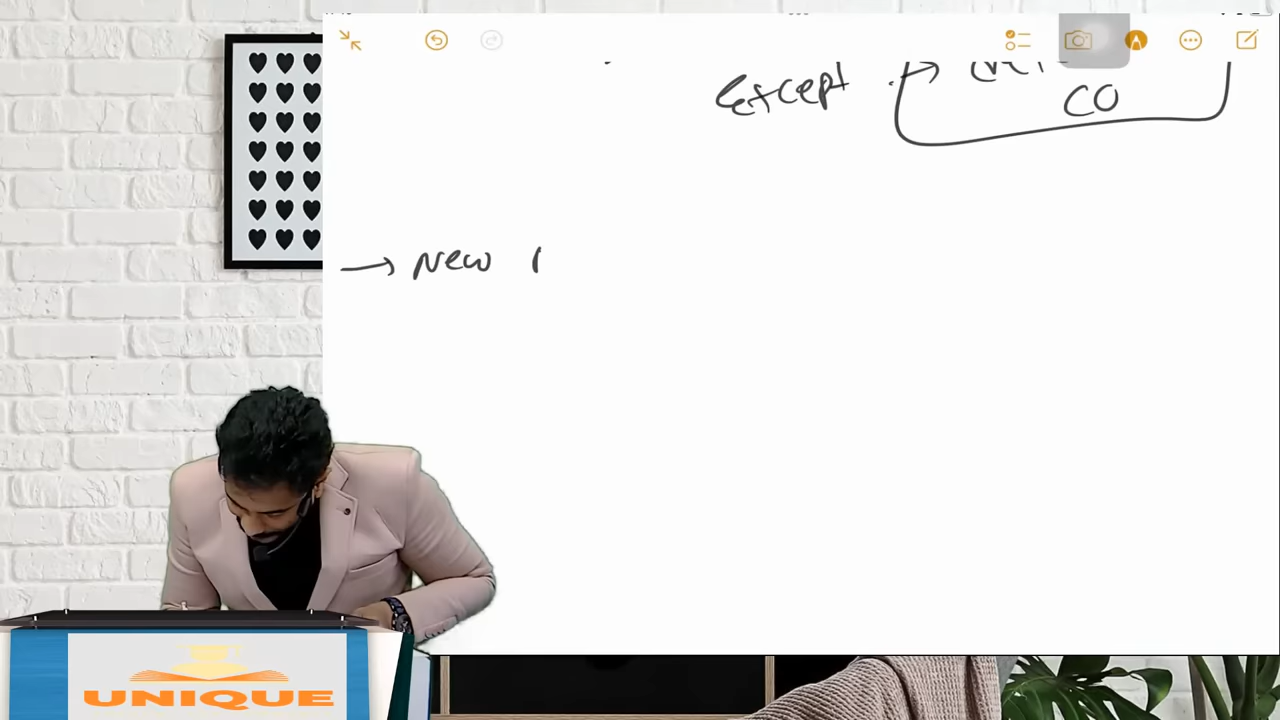 Except →
CO
→ New
UNIQUE